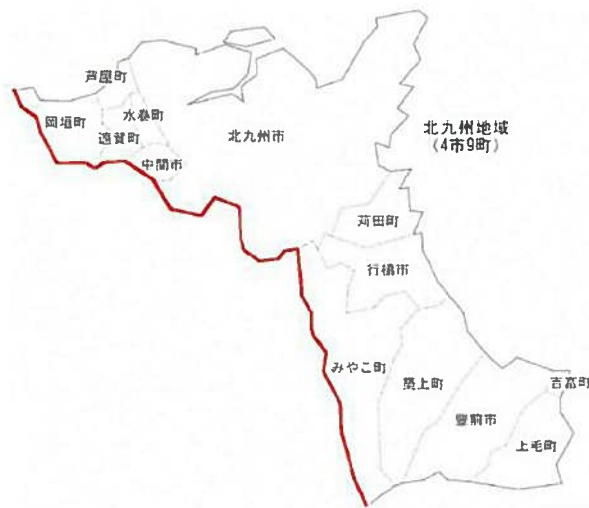 芦屋町
岡垣町
水巻町
遠賀町
中間市
北九州市
北九州地域
(4市9町)
苅田町
行橋市
みやこ町
築上町
吉富町
豊前市
上毛町